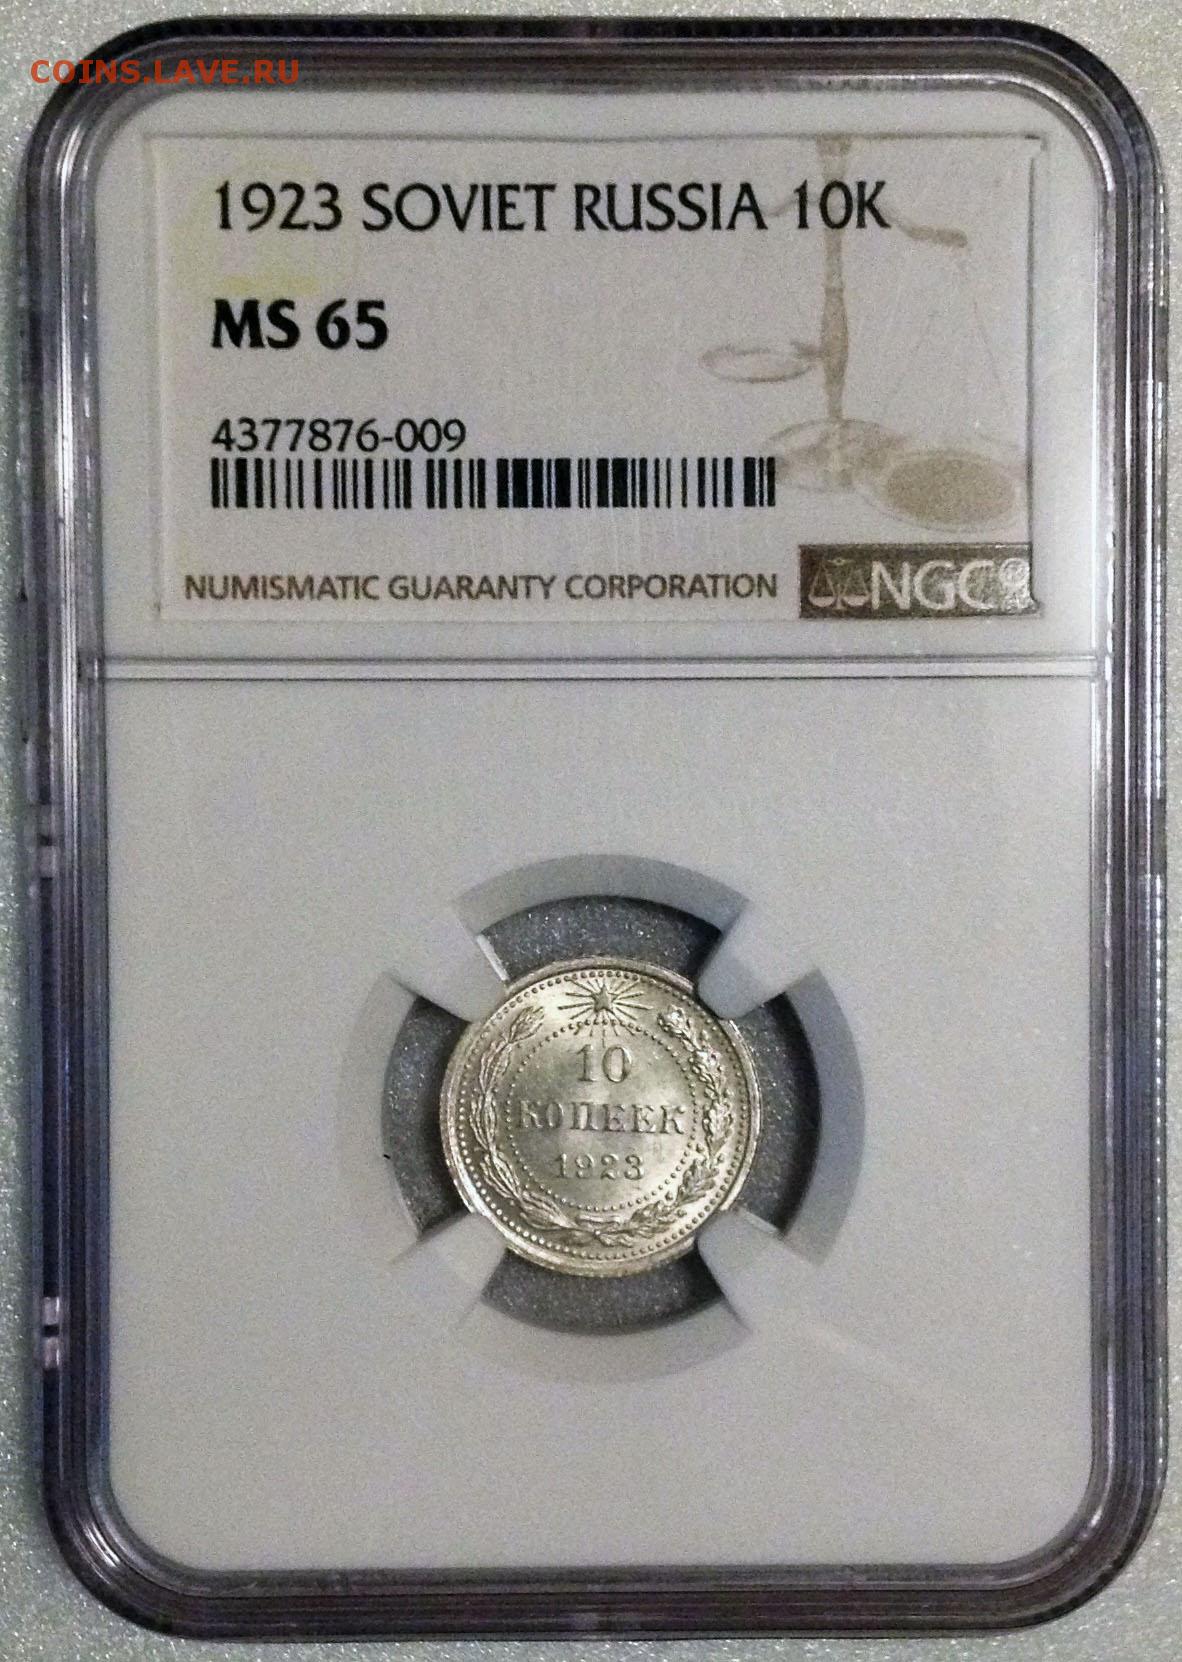 COINS.LAVE.RU
1923 SOVIET RUSSIA 10K
MS 65
4377876-009
NUMISMATIC GUARANTY CORPORATION
NGC
10
КОПЕЕК
1923